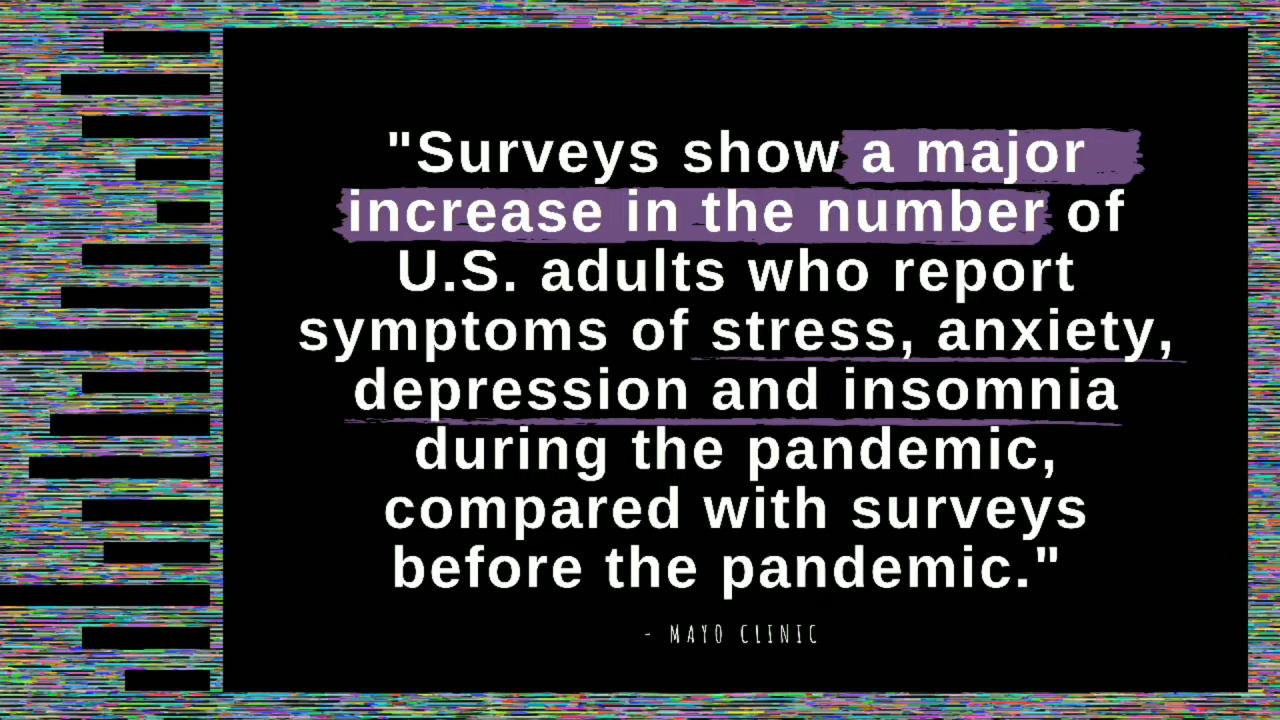 "Surveys show a major
increase in the number of
U.S. adults who report
symptoms of stress, anxiety,
depression and insomnia
during the pandemic,
compared with surveys
before the pandemic."
- MAYO CLINIC